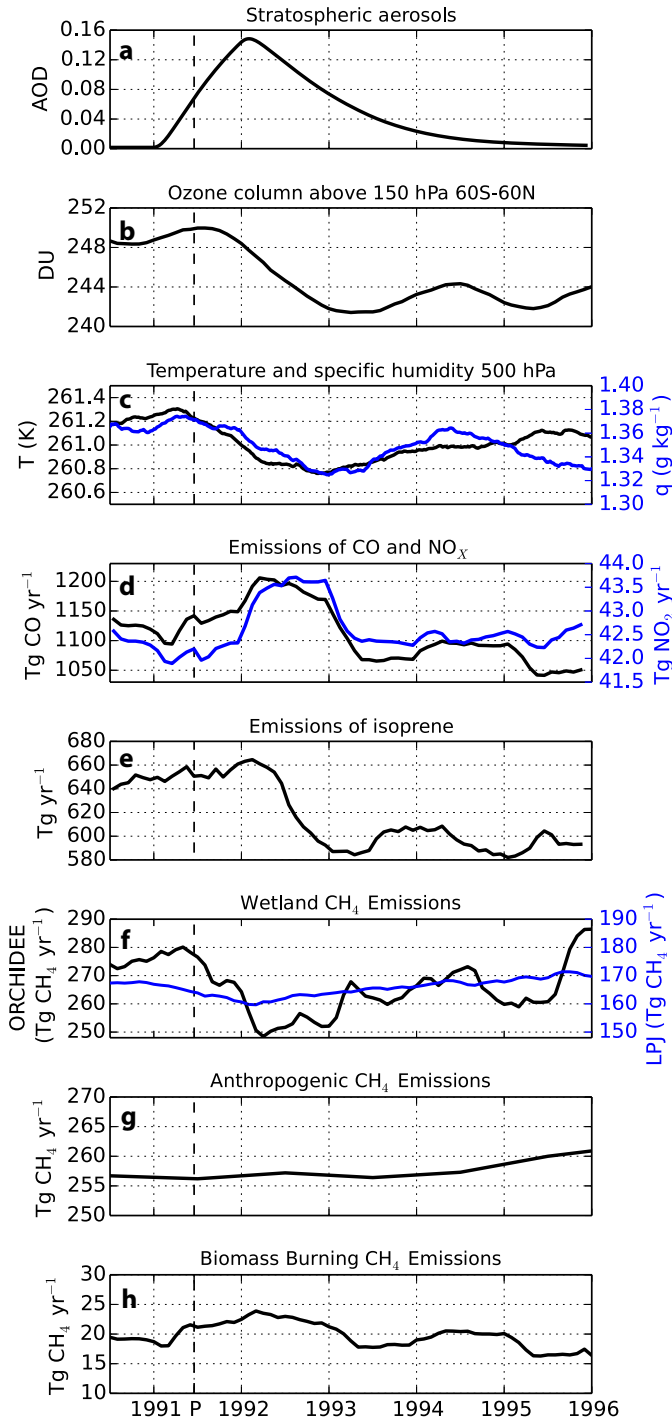 Stratospheric aerosols
a
AOD
0.16
0.12
0.08
0.04
0.00
Ozone column above 150 hPa 60S-60N
b
DU
252
248
244
240
Temperature and specific humidity 500 hPa
c
T (K)
261.4
261.2
261.0
260.8
260.6
1.40
1.38
1.36
1.34
1.32
1.30
q (g kg⁻¹)
Emissions of CO and NOX
d
Tg CO yr⁻¹
1200
1150
1100
1050
44.0
43.5
43.0
42.5
42.0
41.5
Tg NO₂ yr⁻¹
Emissions of isoprene
e
Tg yr⁻¹
680
660
640
620
600
580
Wetland CH₄ Emissions
f
ORCHIDEE
(Tg CH₄ yr⁻¹)
290
280
270
260
250
190
180
170
160
150
LPJ (Tg CH₄ yr⁻¹)
Anthropogenic CH₄ Emissions
g
Tg CH₄ yr⁻¹
270
265
260
255
250
Biomass Burning CH₄ Emissions
h
Tg CH₄ yr⁻¹
30
25
20
15
10
1991 P 1992 1993 1994 1995 1996